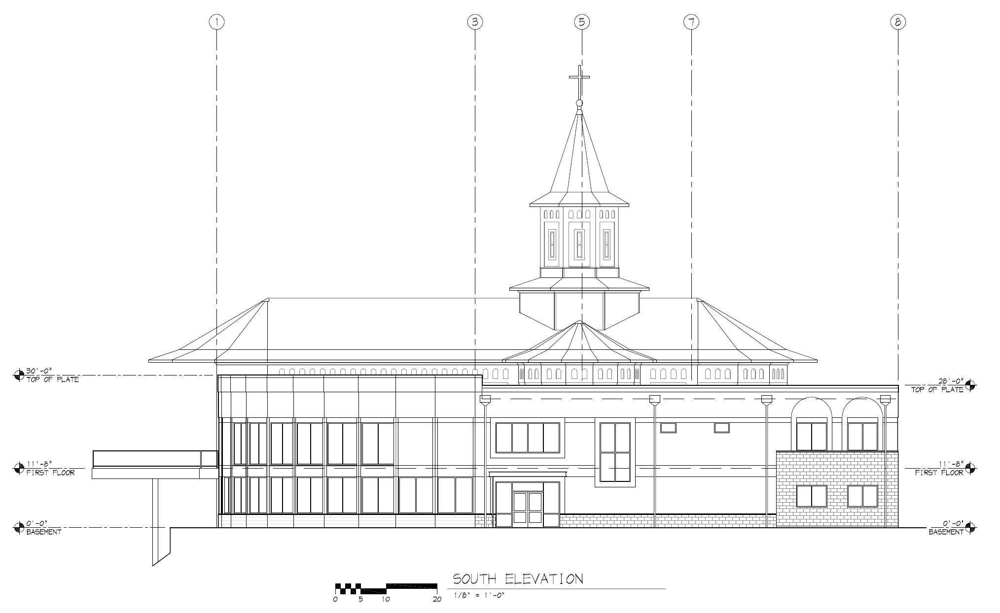 1 3 5 7 8
30'-0"
TOP OF PLATE
28'-0"
TOP OF PLATE
11'-8"
FIRST FLOOR
11'-8"
FIRST FLOOR
0'-0"
BASEMENT
0'-0"
BASEMENT
SOUTH ELEVATION
1/8" = 1'-0"
0 5 10 20